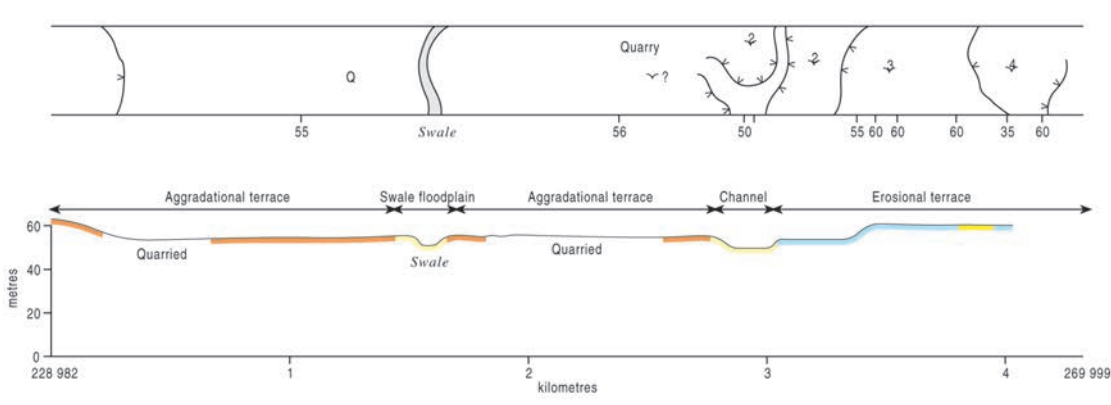 2
Quarry
2
3
4
Q
?
55
Swale
56
50
55 60 60
60
35
60
Aggradational terrace
Swale floodplain
Aggradational terrace
Channel
Erosional terrace
60
Quarried
Swale
Quarried
40
metres
20
0
228 982
1
2
3
4
269 999
kilometres